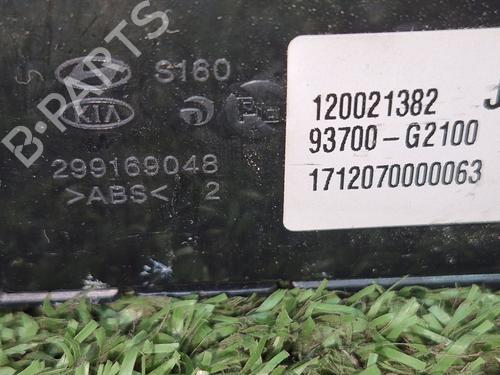 B-PARTS
S S160
KIA
299169048
>ABS< 2
120021382 J
93700-G2100
1712070000063